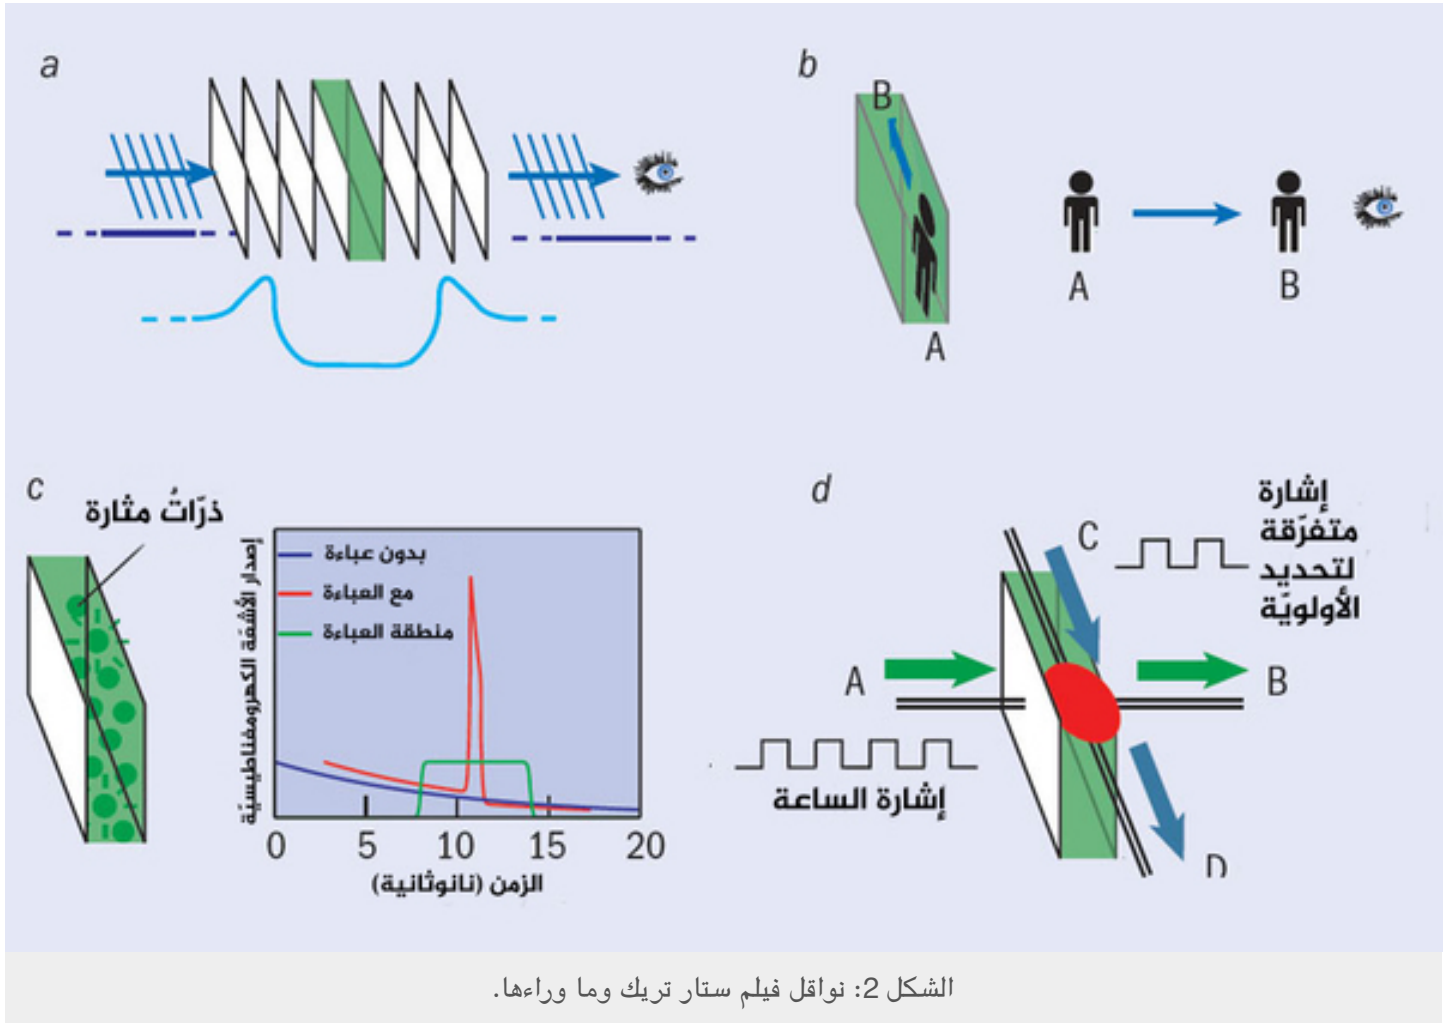 a
b
B
A
A
B
c
ذرّاتُ مثارة
إصدار الأشعّة الكهرومغناطيسيّة
بدون عباءة
مع العباءة
منطقة العباءة
0 5 10 15 20
الزمن (نانوثانية)
d
إشارة
متفرّقة
لتحديد
الأولويّة
C
A
B
إشارة الساعة
D
الشكل 2: نواقل فيلم ستار تريك وما وراءها.